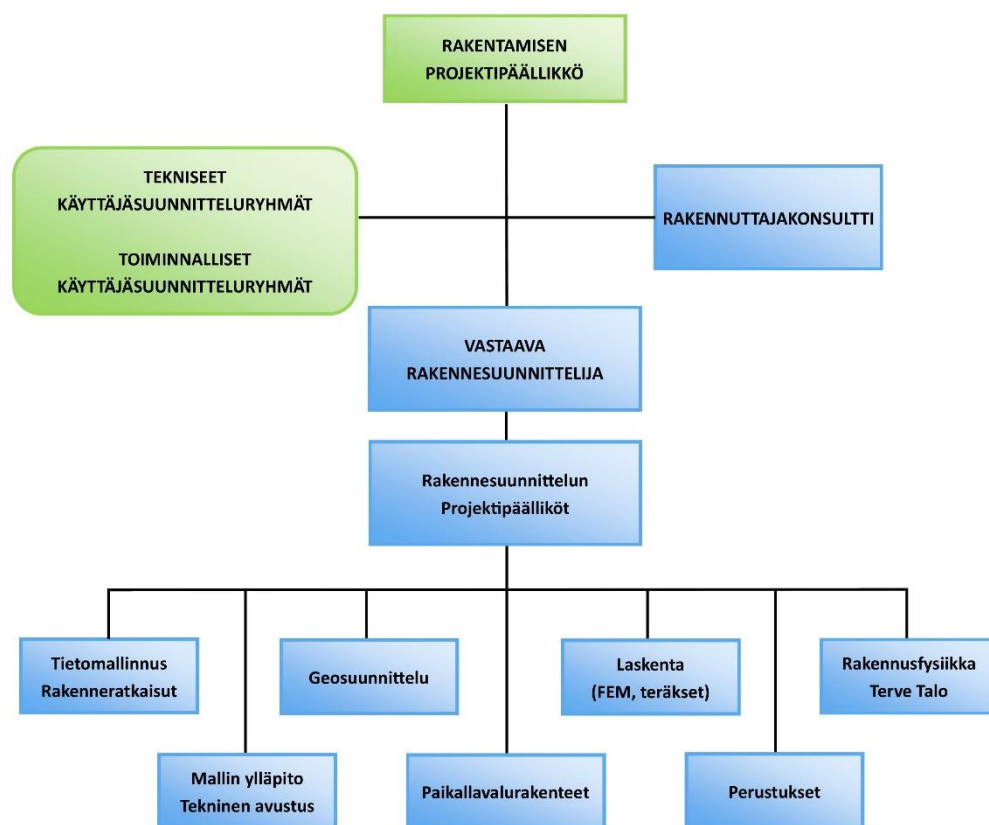 RAKENTAMISEN
PROJEKTIPÄÄLLIKKÖ
TEKNISEET
KÄYTTÄJÄSUUNNITTELURYHMÄT
TOIMINNALLISET
KÄYTTÄJÄSUUNNITTELURYHMÄT
RAKENNUTTAJAKONSULTTI
VASTAAVA
RAKENNESUUNNITTELIJA
Rakennesuunnittelun
Projektipäälliköt
Tietomallinnus
Rakenneratkaisut
Geosuunnittelu
Laskenta
(FEM, teräkset)
Rakennusfysiikka
Terve Talo
Mallin ylläpito
Tekninen avustus
Paikallavalurakenteet
Perustukset